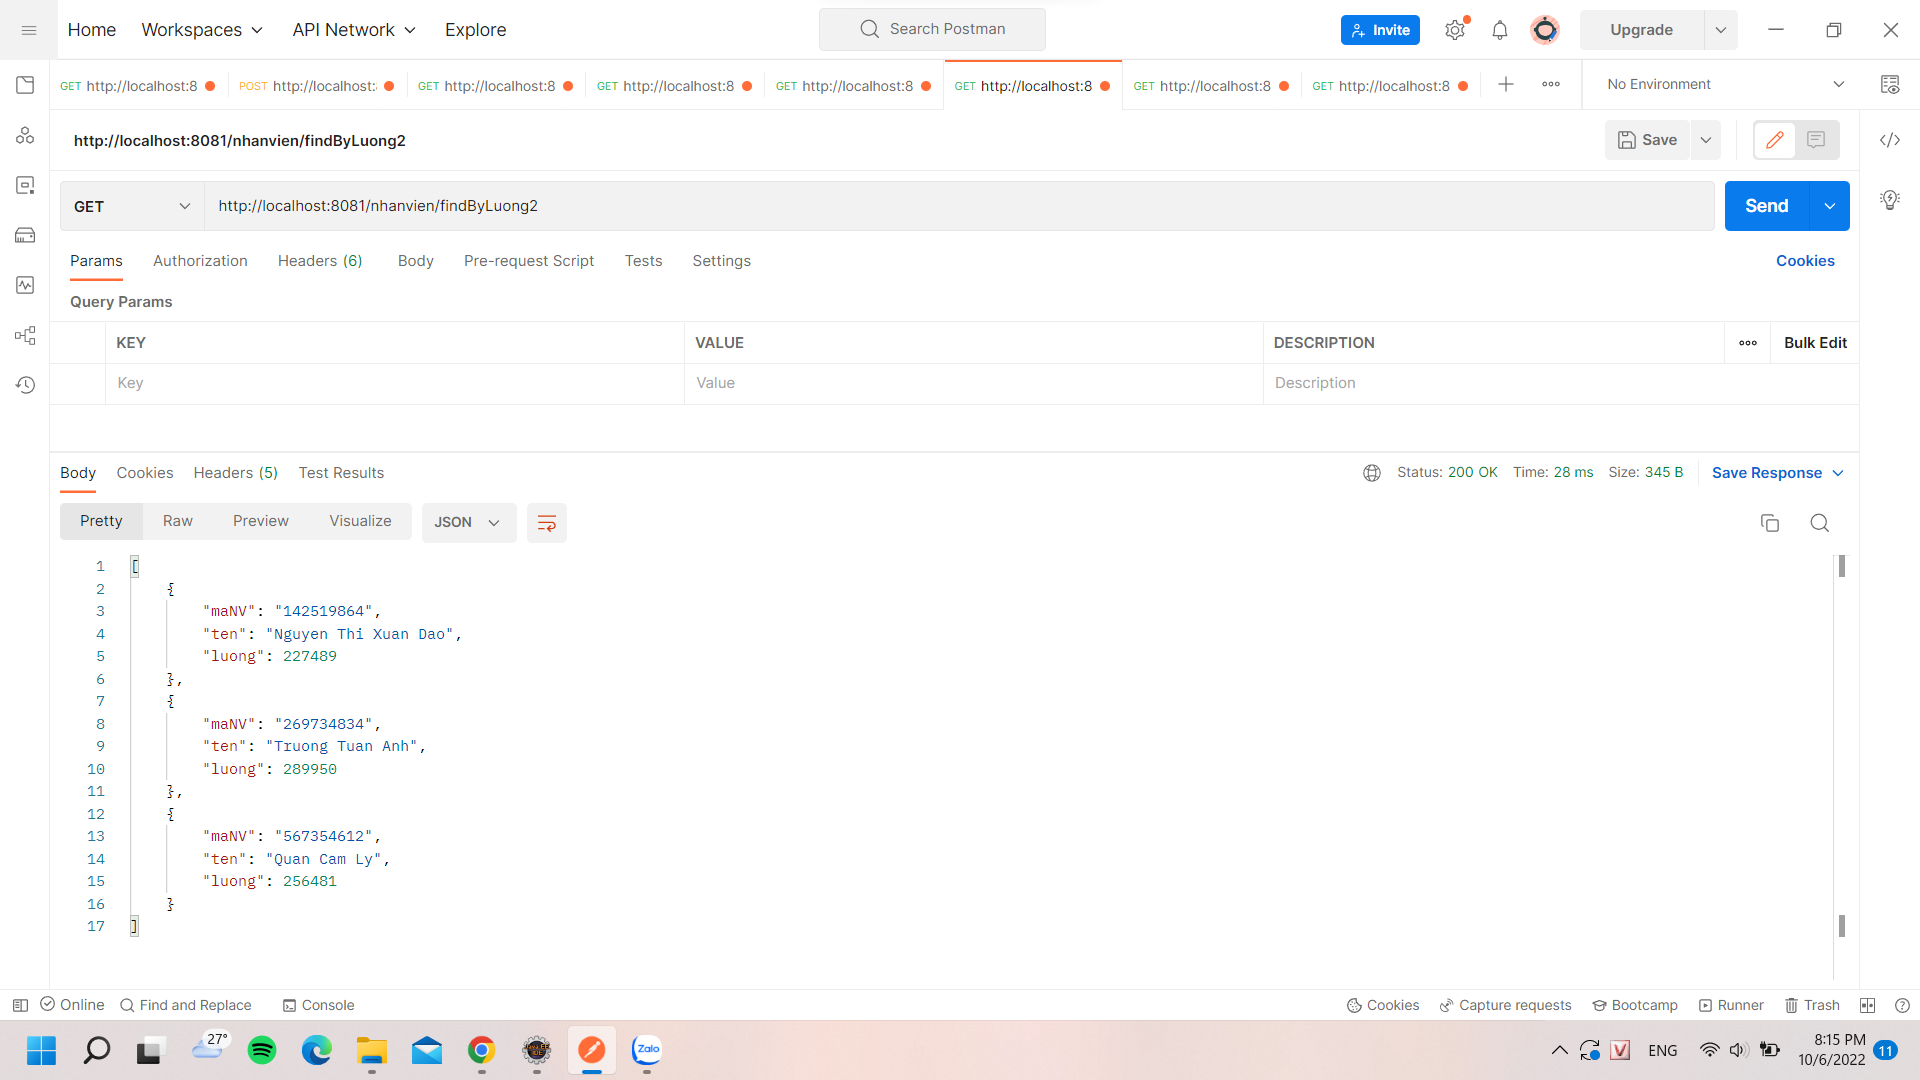 Home Workspaces API Network Explore Search Postman Invite Upgrade
GET http://localhost:8 POST http://localhost: GET http://localhost:8 GET http://localhost:8 GET http://localhost:8 GET http://localhost:8 GET http://localhost:8 GET http://localhost:8 No Environment
http://localhost:8081/nhanvien/findByLuong2 Save
GET http://localhost:8081/nhanvien/findByLuong2 Send
Params Authorization Headers (6) Body Pre-request Script Tests Settings Cookies
Query Params
KEY VALUE DESCRIPTION Bulk Edit
Key Value Description
Body Cookies Headers (5) Test Results Status: 200 OK Time: 28 ms Size: 345 B Save Response
Pretty Raw Preview Visualize JSON
1 [
2 {
3 "maNV": "142519864",
4 "ten": "Nguyen Thi Xuan Dao",
5 "luong": 227489
6 },
7 {
8 "maNV": "269734834",
9 "ten": "Truong Tuan Anh",
10 "luong": 289950
11 },
12 {
13 "maNV": "567354612",
14 "ten": "Quan Cam Ly",
15 "luong": 256481
16 }
17 ]
Online Find and Replace Console Cookies Capture requests Bootcamp Runner Trash
27° JAVA EE IDE Zalo V ENG 8:15 PM 11
10/6/2022